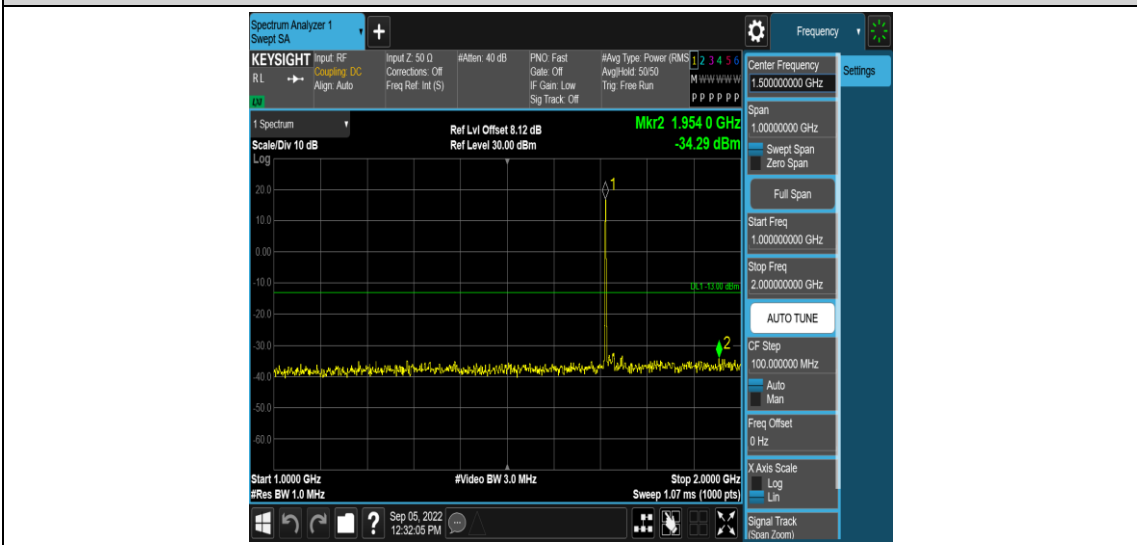 Spectrum Analyzer 1
Swept SA
+
Frequency
KEYSIGHT
RL
LXI
Input: RF
Coupling: DC
Align: Auto
Input Z: 50 Ω
Corrections: Off
Freq Ref: Int (S)
#Atten: 40 dB
PNO: Fast
Gate: Off
IF Gain: Low
Sig Track: Off
#Avg Type: Power (RMS
Avg|Hold: 50/50
Trig: Free Run
1 2 3 4 5 6
M W W W W W
P P P P P P
1 Spectrum
Scale/Div 10 dB
Log
Ref Lvl Offset 8.12 dB
Ref Level 30.00 dBm
Mkr2 1.954 0 GHz
-34.29 dBm
1
20.0
10.0
0.00
-10.0
DL1 -13.00 dBm
-20.0
-30.0
2
-40.0
-50.0
-60.0
Start 1.0000 GHz
#Res BW 1.0 MHz
#Video BW 3.0 MHz
Stop 2.0000 GHz
Sweep 1.07 ms (1000 pts)
?
Sep 05, 2022
12:32:05 PM
Center Frequency
1.500000000 GHz
Settings
Span
1.00000000 GHz
Swept Span
Zero Span
Full Span
Start Freq
1.000000000 GHz
Stop Freq
2.000000000 GHz
AUTO TUNE
CF Step
100.000000 MHz
Auto
Man
Freq Offset
0 Hz
X Axis Scale
Log
Lin
Signal Track
(Span Zoom)